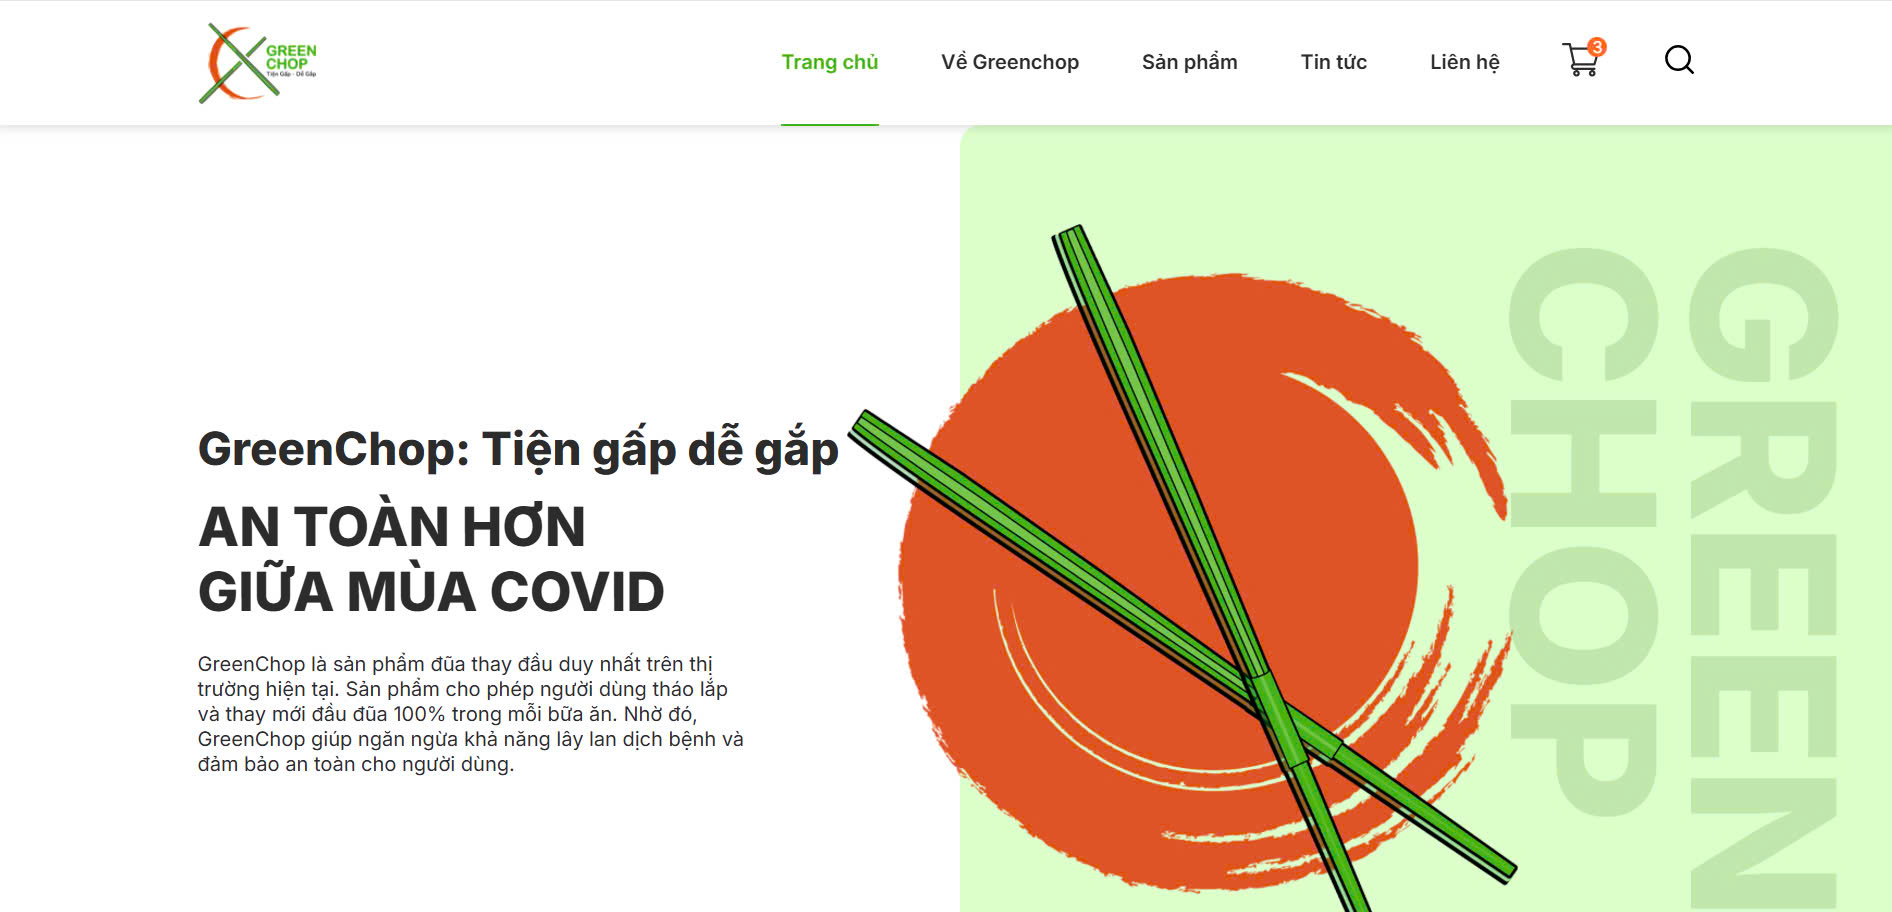 GREEN
CHOP
Tiện Gấp - Dễ Gắp
Trang chủ
Về Greenchop
Sản phẩm
Tin tức
Liên hệ
3
GreenChop: Tiện gấp dễ gắp
AN TOÀN HƠN
GIỮA MÙA COVID
GreenChop là sản phẩm đũa thay đầu duy nhất trên thị
trường hiện tại. Sản phẩm cho phép người dùng tháo lắp
và thay mới đầu đũa 100% trong mỗi bữa ăn. Nhờ đó,
GreenChop giúp ngăn ngừa khả năng lây lan dịch bệnh và
đảm bảo an toàn cho người dùng.
GREEN
CHOP